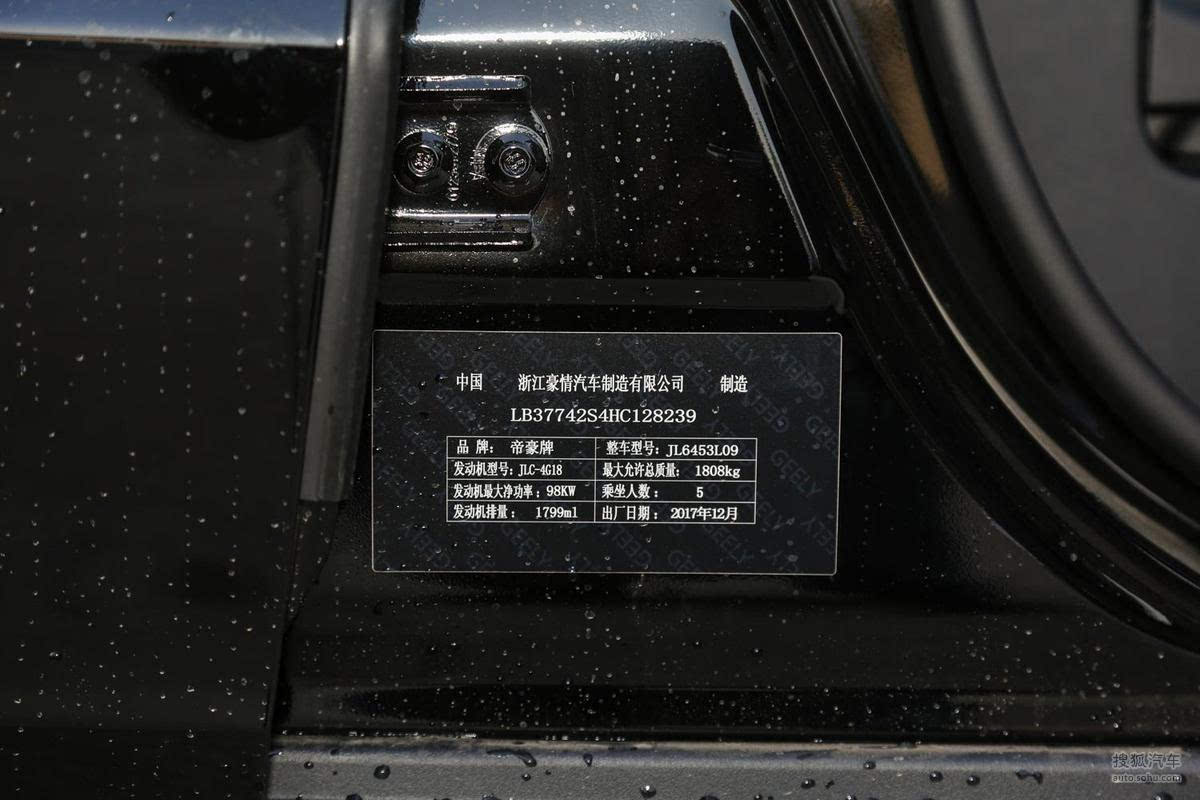 中国 浙江豪情汽车制造有限公司 制造
LB37742S4HC128239
品牌: 帝豪牌 整车型号: JL6453L09
发动机型号: JLC-4G18 最大允许总质量: 1808kg
发动机最大净功率: 98KW 乘坐人数: 5
发动机排量: 1799ml 出厂日期: 2017年12月
GEELY
搜狐汽车
auto.sohu.com